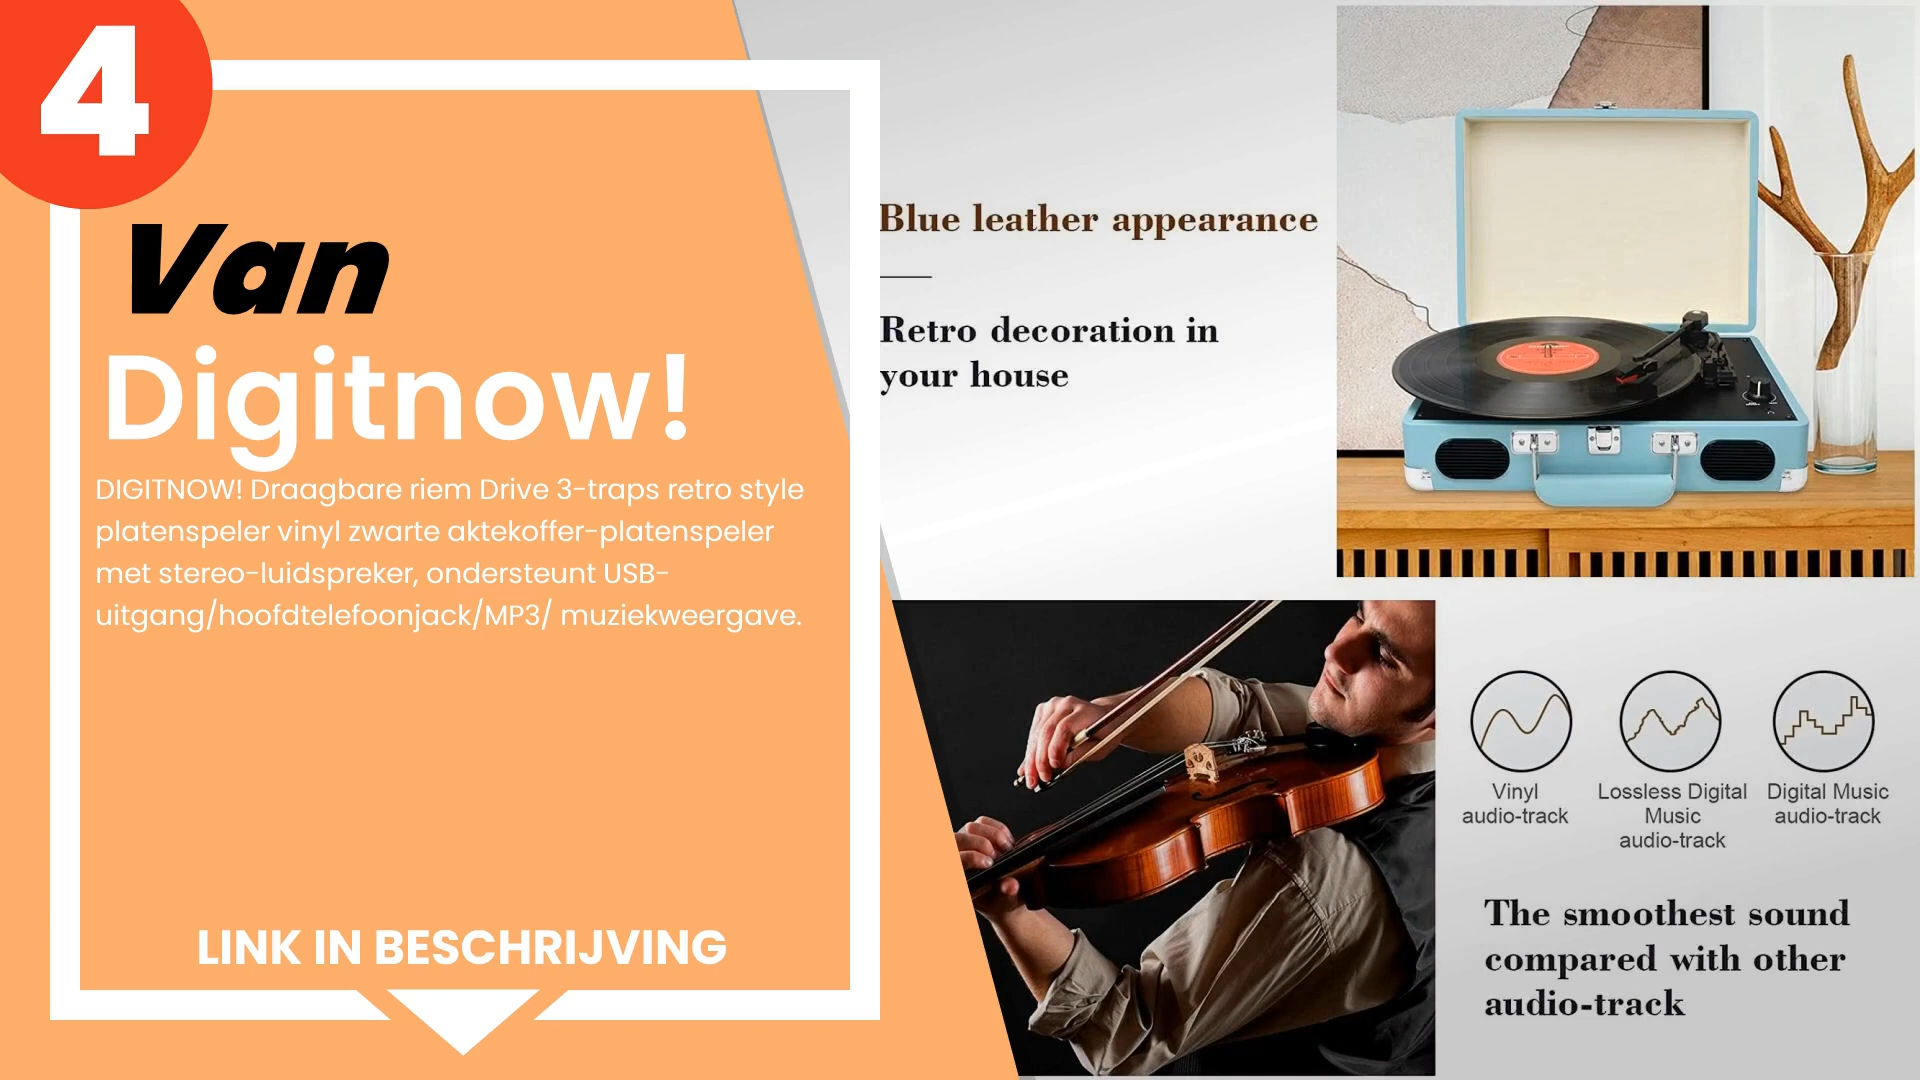 4
Van
Digitnow!
DIGITNOW! Draagbare riem Drive 3-traps retro style
platenspeler vinyl zwarte aktekoffer-platenspeler
met stereo-luidspreker, ondersteunt USB-
uitgang/hoofdtelefoonjack/MP3/ muziekweergave.
LINK IN BESCHRIJVING
Blue leather appearance
Retro decoration in
your house
Vinyl
audio-track
Lossless Digital
Music
audio-track
Digital Music
audio-track
The smoothest sound
compared with other
audio-track